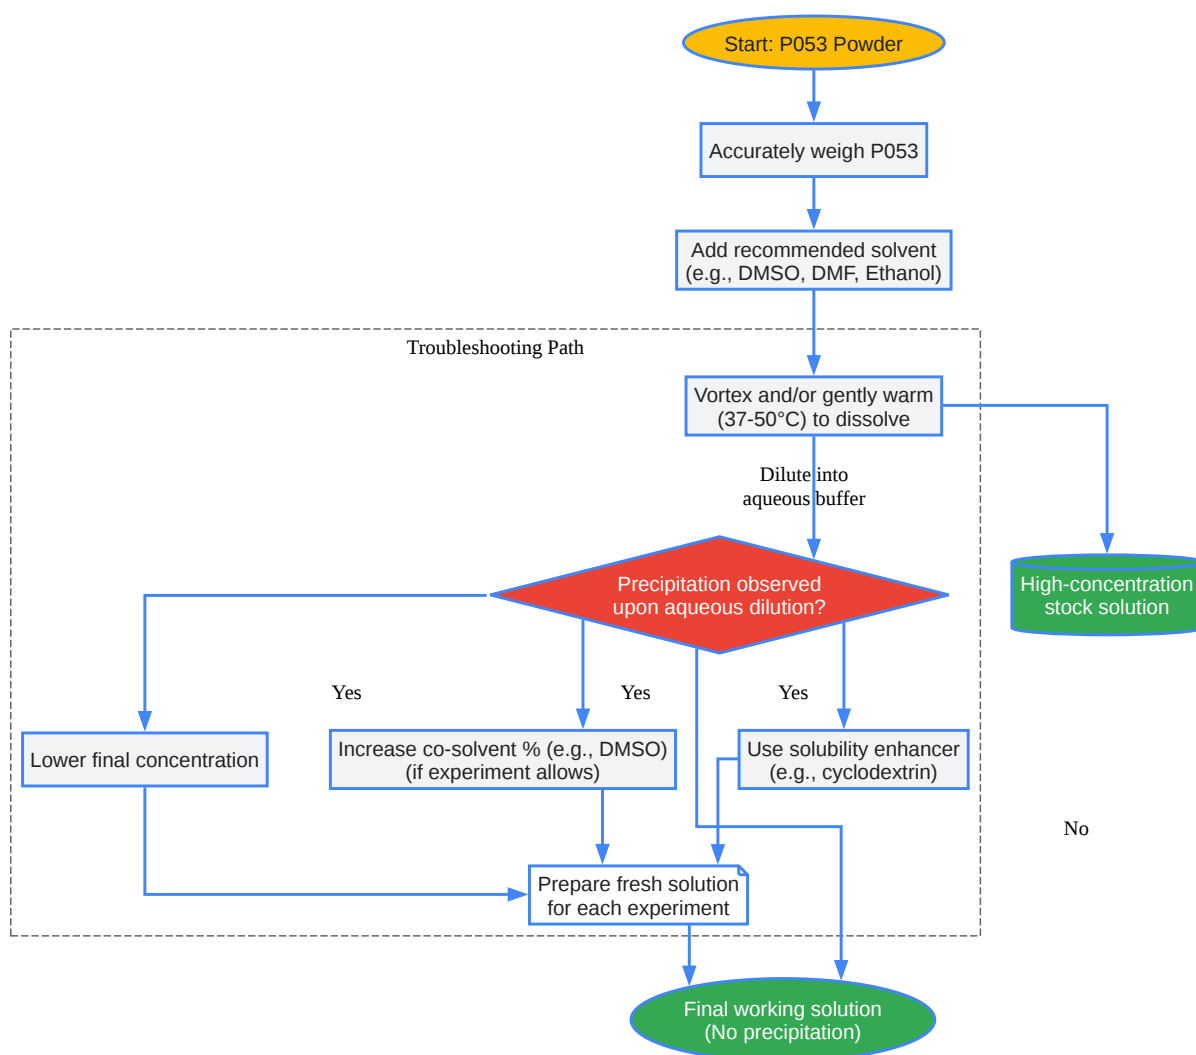 Start: P053 Powder
Accurately weigh P053
Add recommended solvent
(e.g., DMSO, DMF, Ethanol)
Troubleshooting Path
Vortex and/or gently warm
(37-50°C) to dissolve
Dilute into
aqueous buffer
Precipitation observed
upon aqueous dilution?
High-concentration
stock solution
Yes
Yes
Yes
Lower final concentration
Increase co-solvent % (e.g., DMSO)
(if experiment allows)
Use solubility enhancer
(e.g., cyclodextrin)
No
Prepare fresh solution
for each experiment
Final working solution
(No precipitation)